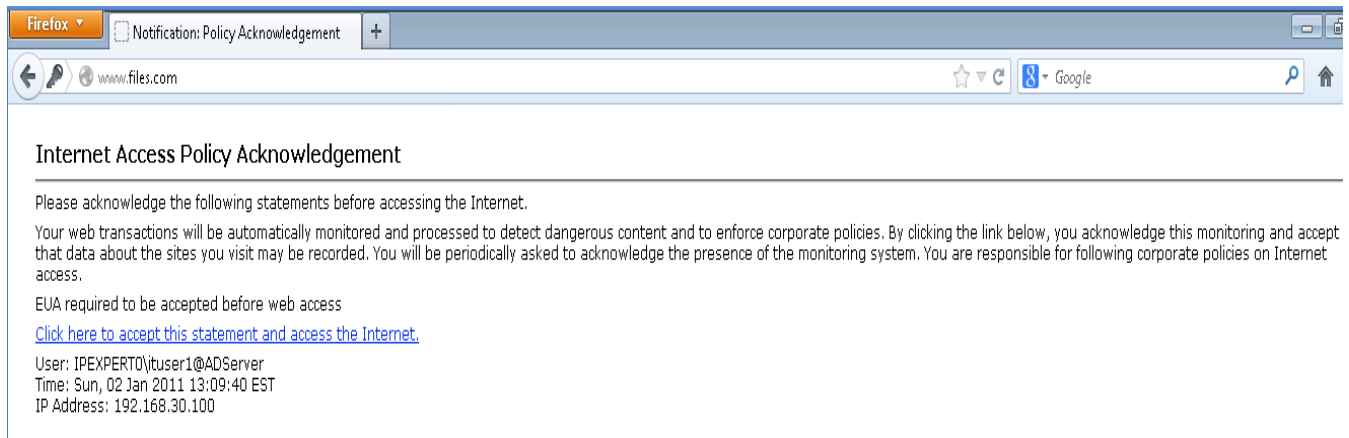 Firefox
Notification: Policy Acknowledgement
+
www.files.com
8
Google
Internet Access Policy Acknowledgement
Please acknowledge the following statements before accessing the Internet.
Your web transactions will be automatically monitored and processed to detect dangerous content and to enforce corporate policies. By clicking the link below, you acknowledge this monitoring and accept
that data about the sites you visit may be recorded. You will be periodically asked to acknowledge the presence of the monitoring system. You are responsible for following corporate policies on Internet
access.
EUA required to be accepted before web access
Click here to accept this statement and access the Internet.
User: IPEXPERT0\ituser1@ADServer
Time: Sun, 02 Jan 2011 13:09:40 EST
IP Address: 192.168.30.100